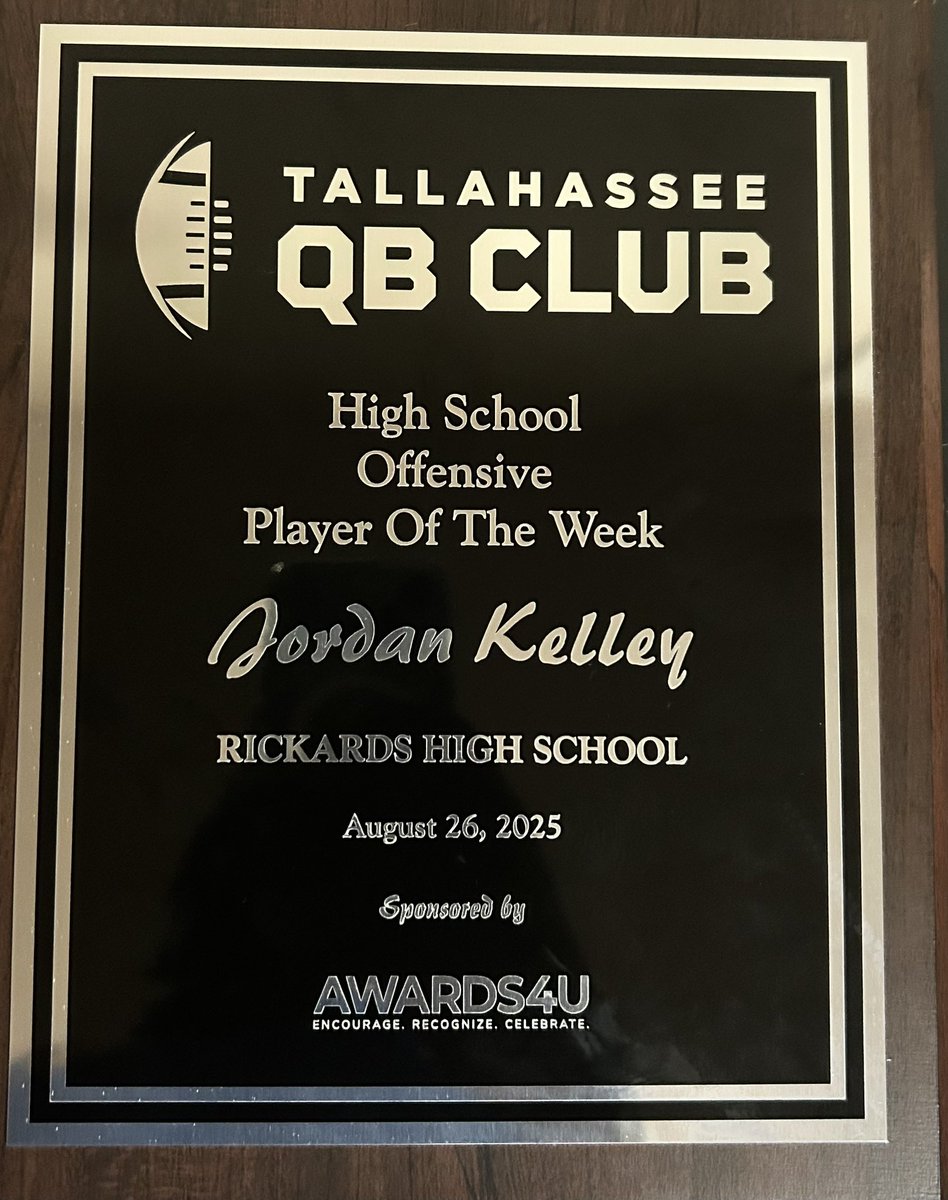 TALLAHASSEE
QB CLUB
High School
Offensive
Player Of The Week
Jordan Kelley
RICKARDS HIGH SCHOOL
August 26, 2025
Sponsored by
AWARDS4U
ENCOURAGE. RECOGNIZE. CELEBRATE.